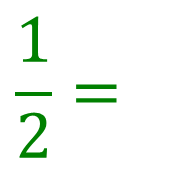 1/2 =